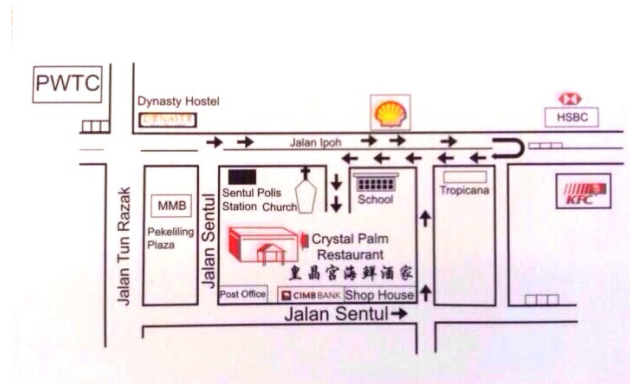 PWTC
Dynasty Hostel
DYNASTY
HSBC
Jalan Ipoh
Sentul Polis
Station
Church
School
Tropicana
KFC
MMB
Pekeliling
Plaza
Jalan Tun Razak
Jalan Sentul
Crystal Palm
Restaurant
皇晶宫海鲜酒家
Post Office
CIMB BANK
Shop House
Jalan Sentul